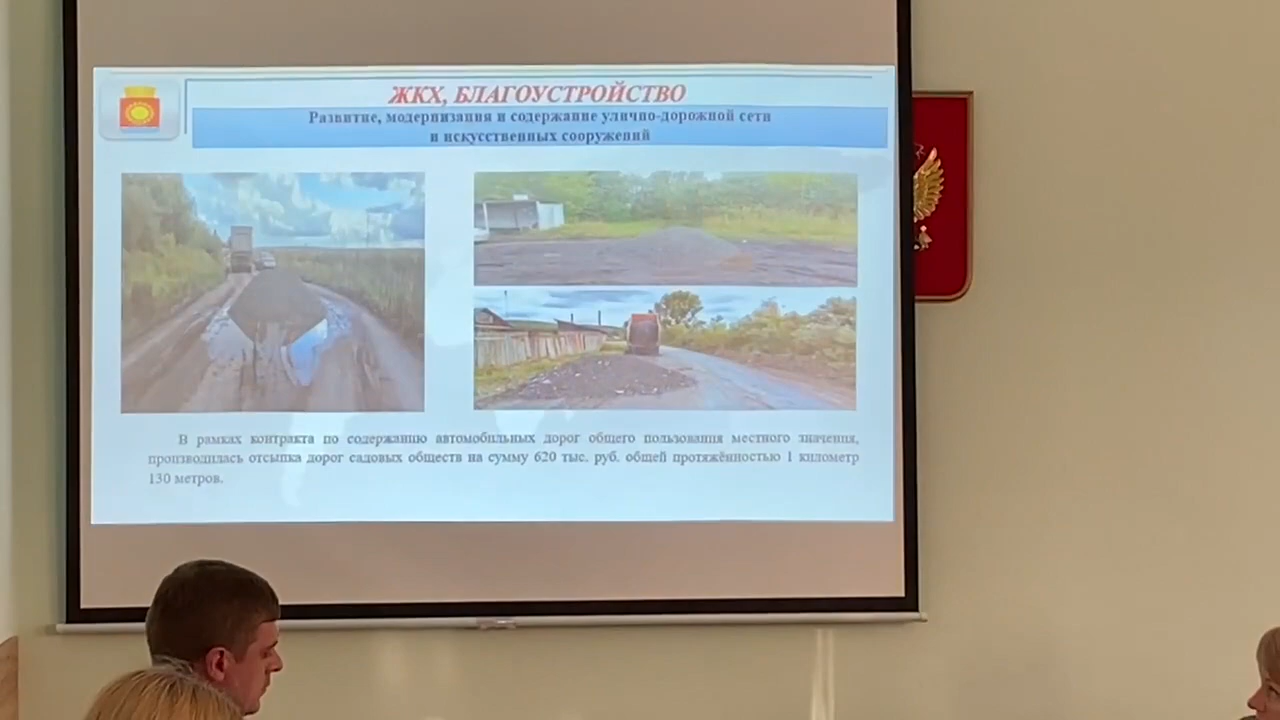 ЖКХ, БЛАГОУСТРОЙСТВО
Развитие, модернизация и содержание улично-дорожной сети
и искусственных сооружений
В рамках контракта по содержанию автомобильных дорог общего пользования местного значения,
производилась отсыпка дорог садовых обществ на сумму 620 тыс. руб. общей протяжённостью 1 километр
130 метров.